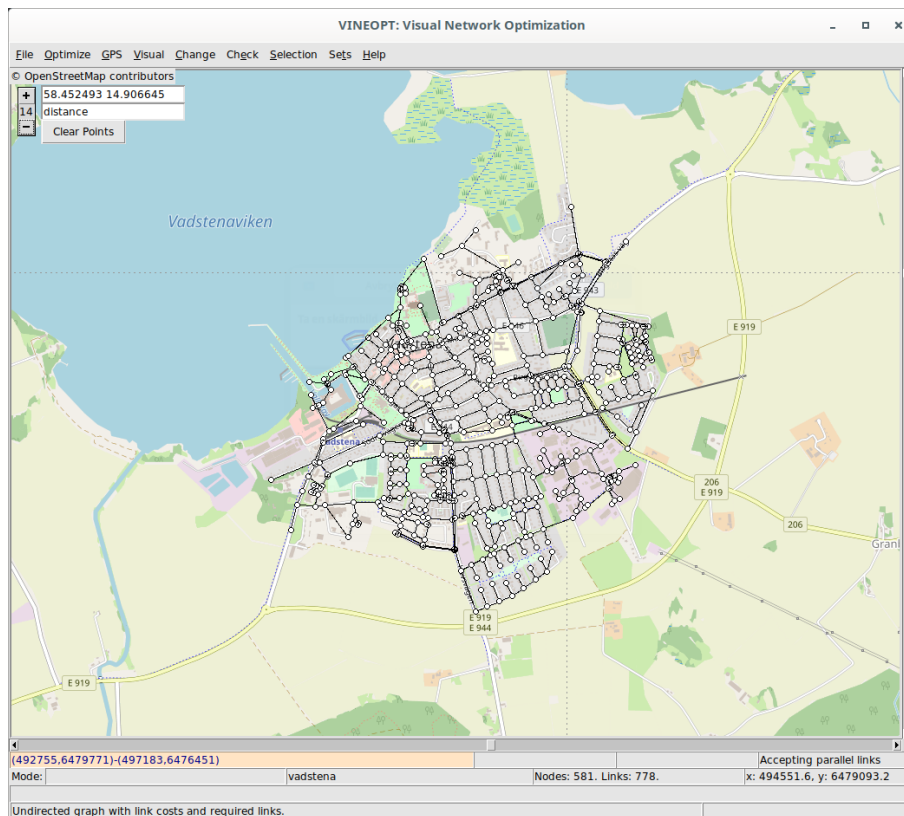 VINEOPT: Visual Network Optimization
File Optimize GPS Visual Change Check Selection Sets Help
© OpenStreetMap contributors
+ 58.452493 14.906645
14 distance
− Clear Points
Vadstenaviken
E 943
E 919
206
E 919
206
E 919
E 944
E 919
(492755,6479771)-(497183,6476451) Accepting parallel links
Mode: vadstena Nodes: 581. Links: 778. x: 494551.6, y: 6479093.2
Undirected graph with link costs and required links.